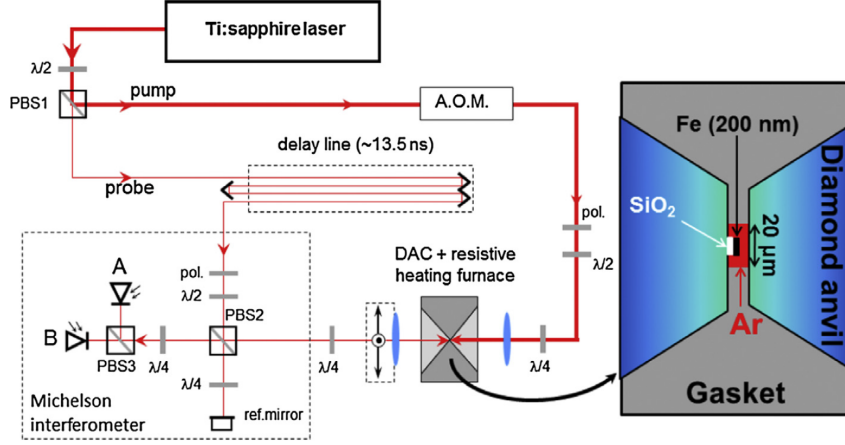 Ti:sapphire laser
λ/2
PBS1
pump
A.O.M.
delay line (~13.5 ns)
probe
pol.
λ/2
A
B
pol.
λ/2
PBS2
PBS3
λ/4
λ/4
ref.mirror
Michelson
interferometer
λ/4
DAC + resistive
heating furnace
λ/4
Fe (200 nm)
SiO2
20 µm
Diamond anvil
Ar
Gasket